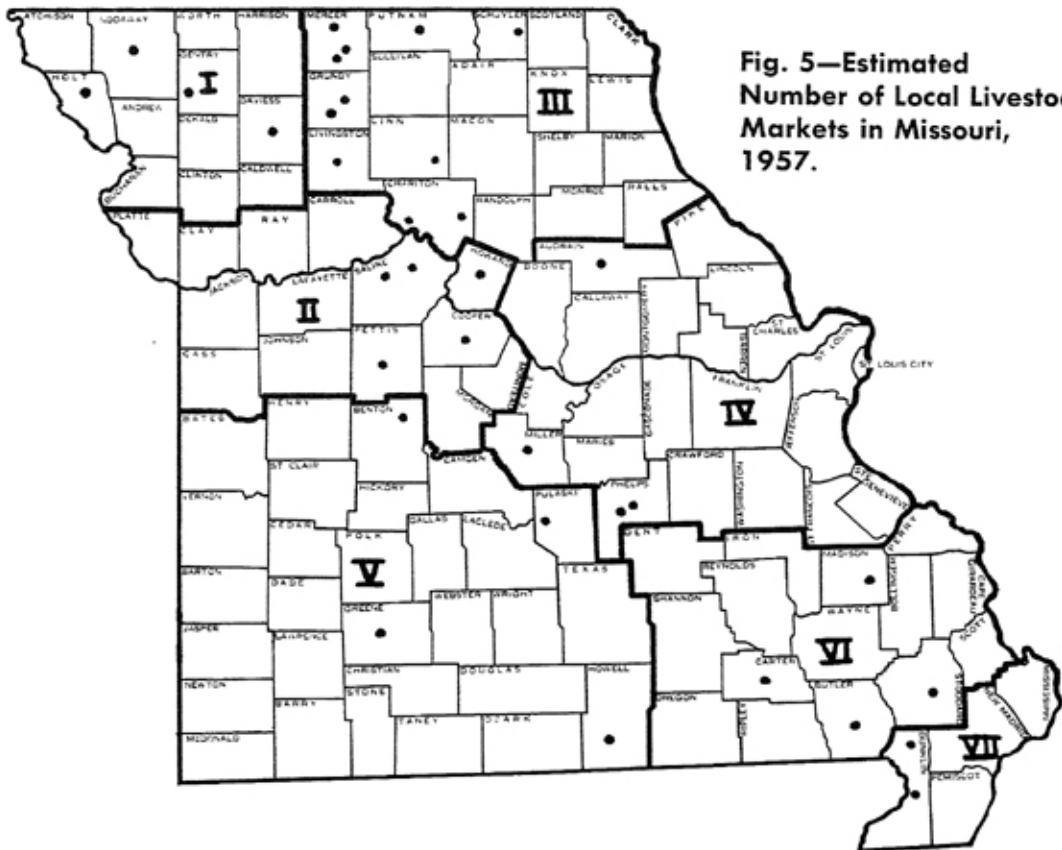 Fig. 5—Estimated
Number of Local Livestoc
Markets in Missouri,
1957.
ATCHISON
NODAWAY
WORTH
HARRISON
MERCER
PUTNAM
SCHUYLER
SCOTLAND
CLARK
GENTRY
SULLIVAN
ADAIR
KNOX
LEWIS
HOLT
I
GRUNDY
III
ANDREW
DEKALB
DAVIESS
LINN
MACON
SHELBY
MARION
LIVINGSTON
BUCHANAN
CLINTON
CALDWELL
CHARITON
RANDOLPH
MONROE
RALLS
PLATTE
CLAY
RAY
CARROLL
PIKE
AUDRAIN
HOWARD
BOONE
SALINE
LAFAYETTE
JACKSON
II
CALLAWAY
MONTGOMERY
LINCOLN
WARREN
ST CHARLES
ST LOUIS
ST LOUIS CITY
COOPER
PETTIS
JOHNSON
CASS
MORGAN
MONITEAU
COLE
OSAGE
GASCONADE
FRANKLIN
IV
JEFFERSON
BATES
HENRY
BENTON
MILLER
MARIES
CRAWFORD
WASHINGTON
ST CLAIR
CAMDEN
HICKORY
PULASKI
PHELPS
ST FRANCOIS
STE GENEVIEVE
PERRY
VERNON
CEDAR
POLK
DALLAS
LACLEDE
DENT
IRON
MADISON
BOLLINGER
CAPE GIRARDEAU
BARTON
DADE
V
TEXAS
REYNOLDS
WAYNE
SCOTT
GREENE
WEBSTER
WRIGHT
SHANNON
VI
JASPER
LAWRENCE
CHRISTIAN
DOUGLAS
HOWELL
CARTER
BUTLER
STODDARD
MISSISSIPPI
NEW MADRID
NEWTON
BARRY
STONE
TANEY
OZARK
OREGON
RIPLEY
VII
MCDONALD
DUNKLIN
PEMISCOT